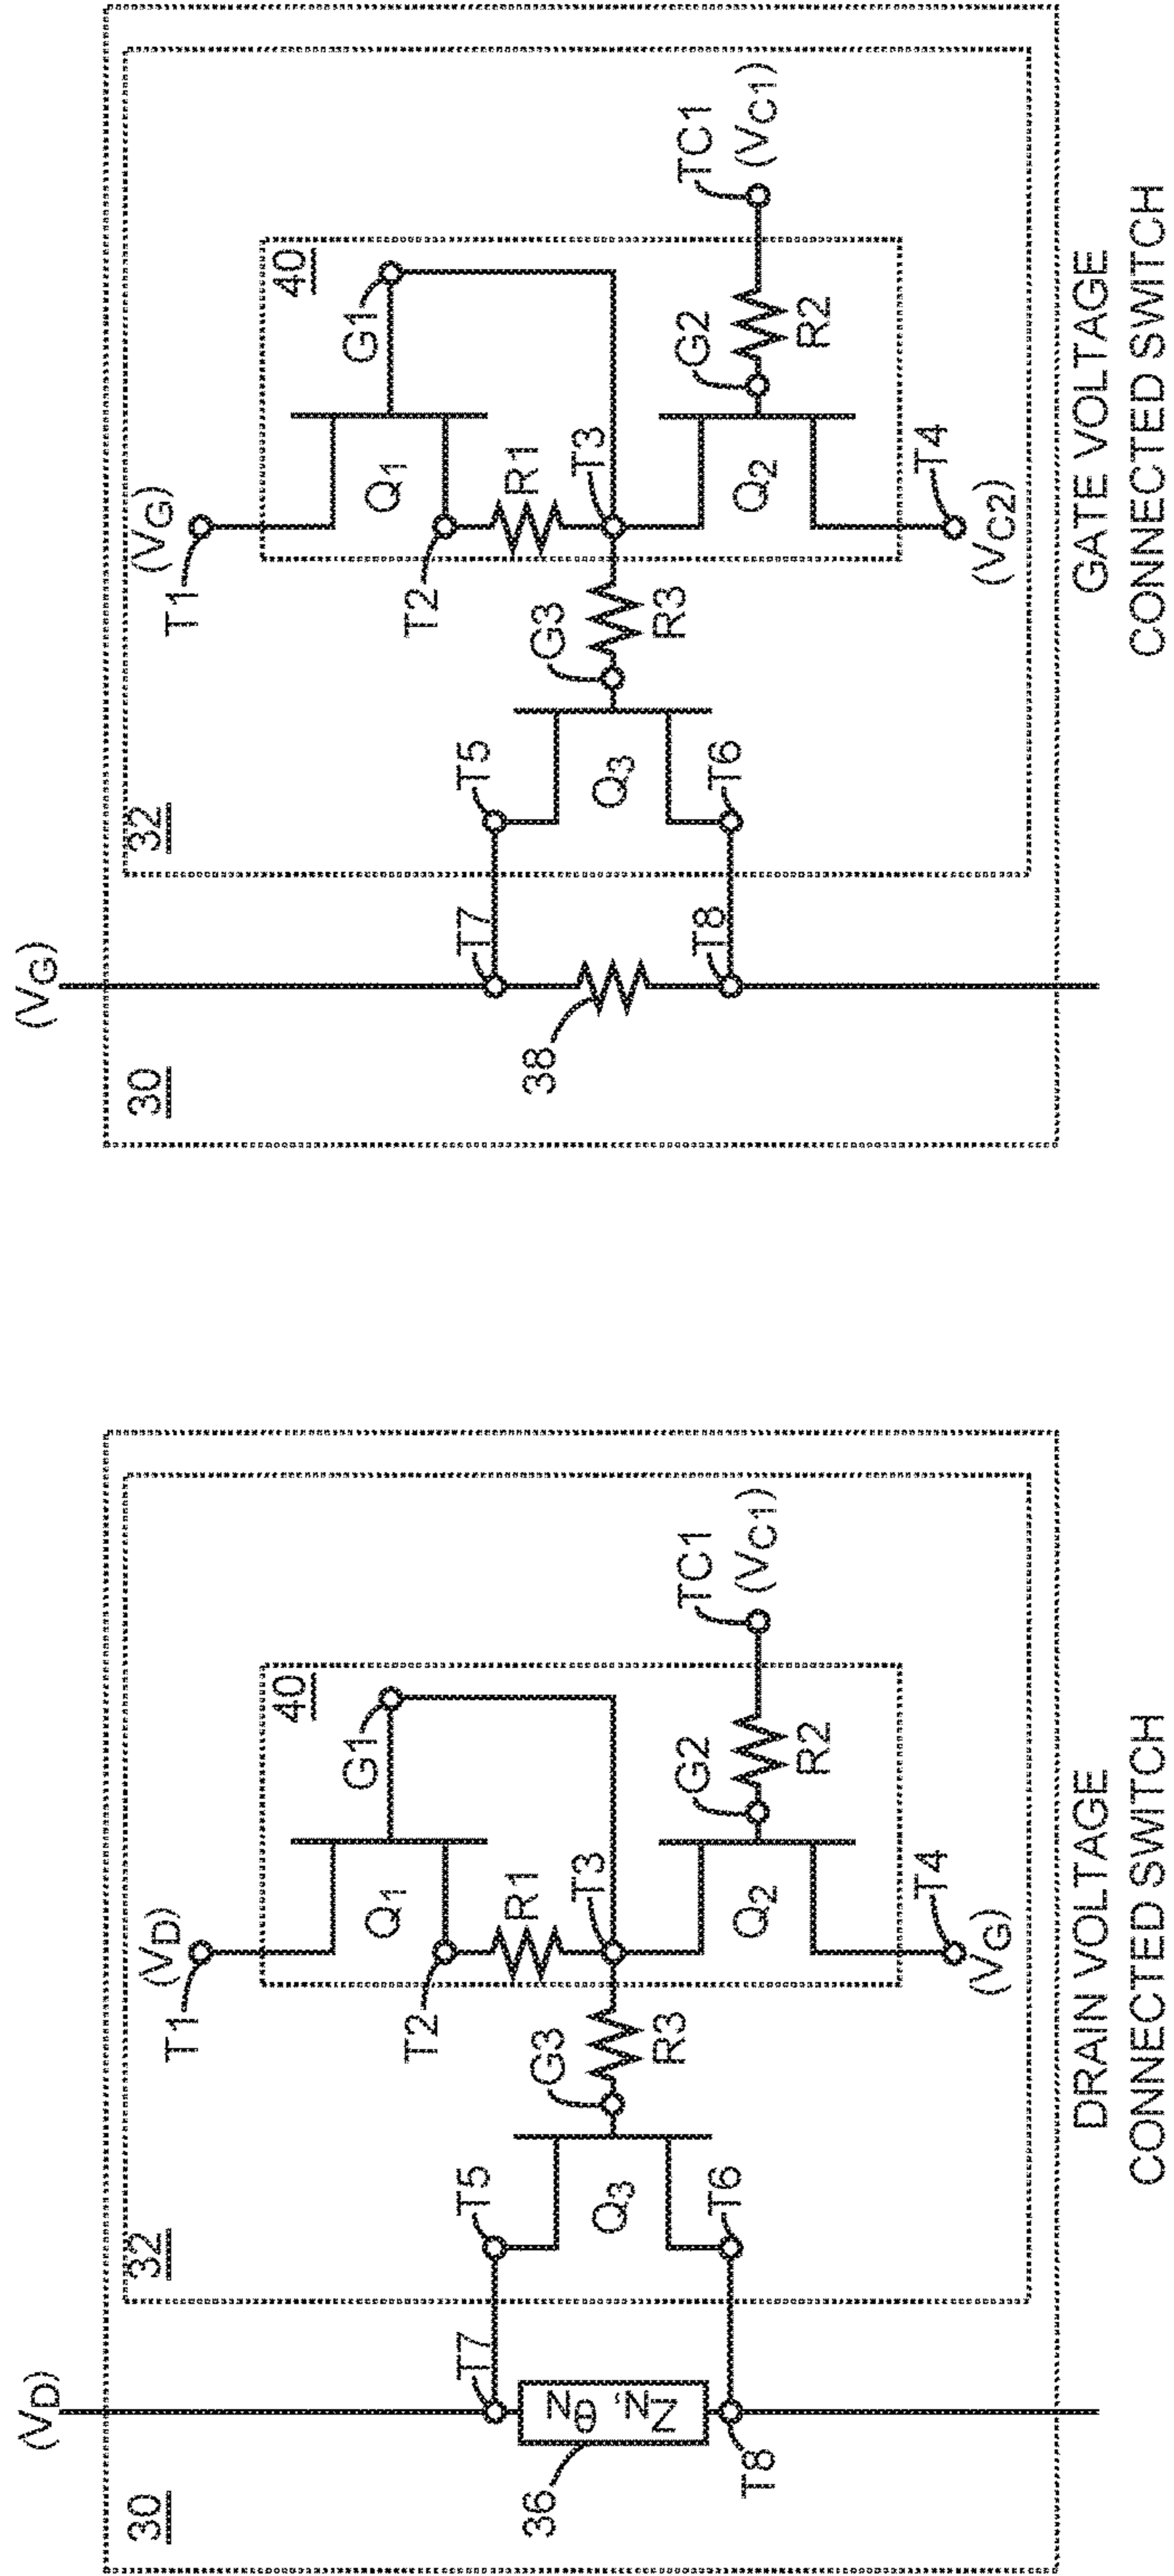 (VG)
30
32
(VG)
T1
40
G1
Q1
T2
R1
T3
T7
T5
G3
R3
Q3
38
T8
T6
G2
TC1
(VC1)
R2
Q2
T4
(VC2)
GATE VOLTAGE
CONNECTED SWITCH
(VD)
30
32
(VD)
T1
40
G1
Q1
T2
R1
T3
T7
T5
G3
R3
Q3
36
ZN, θN
T8
T6
G2
TC1
(VC1)
R2
Q2
T4
(VG)
DRAIN VOLTAGE
CONNECTED SWITCH